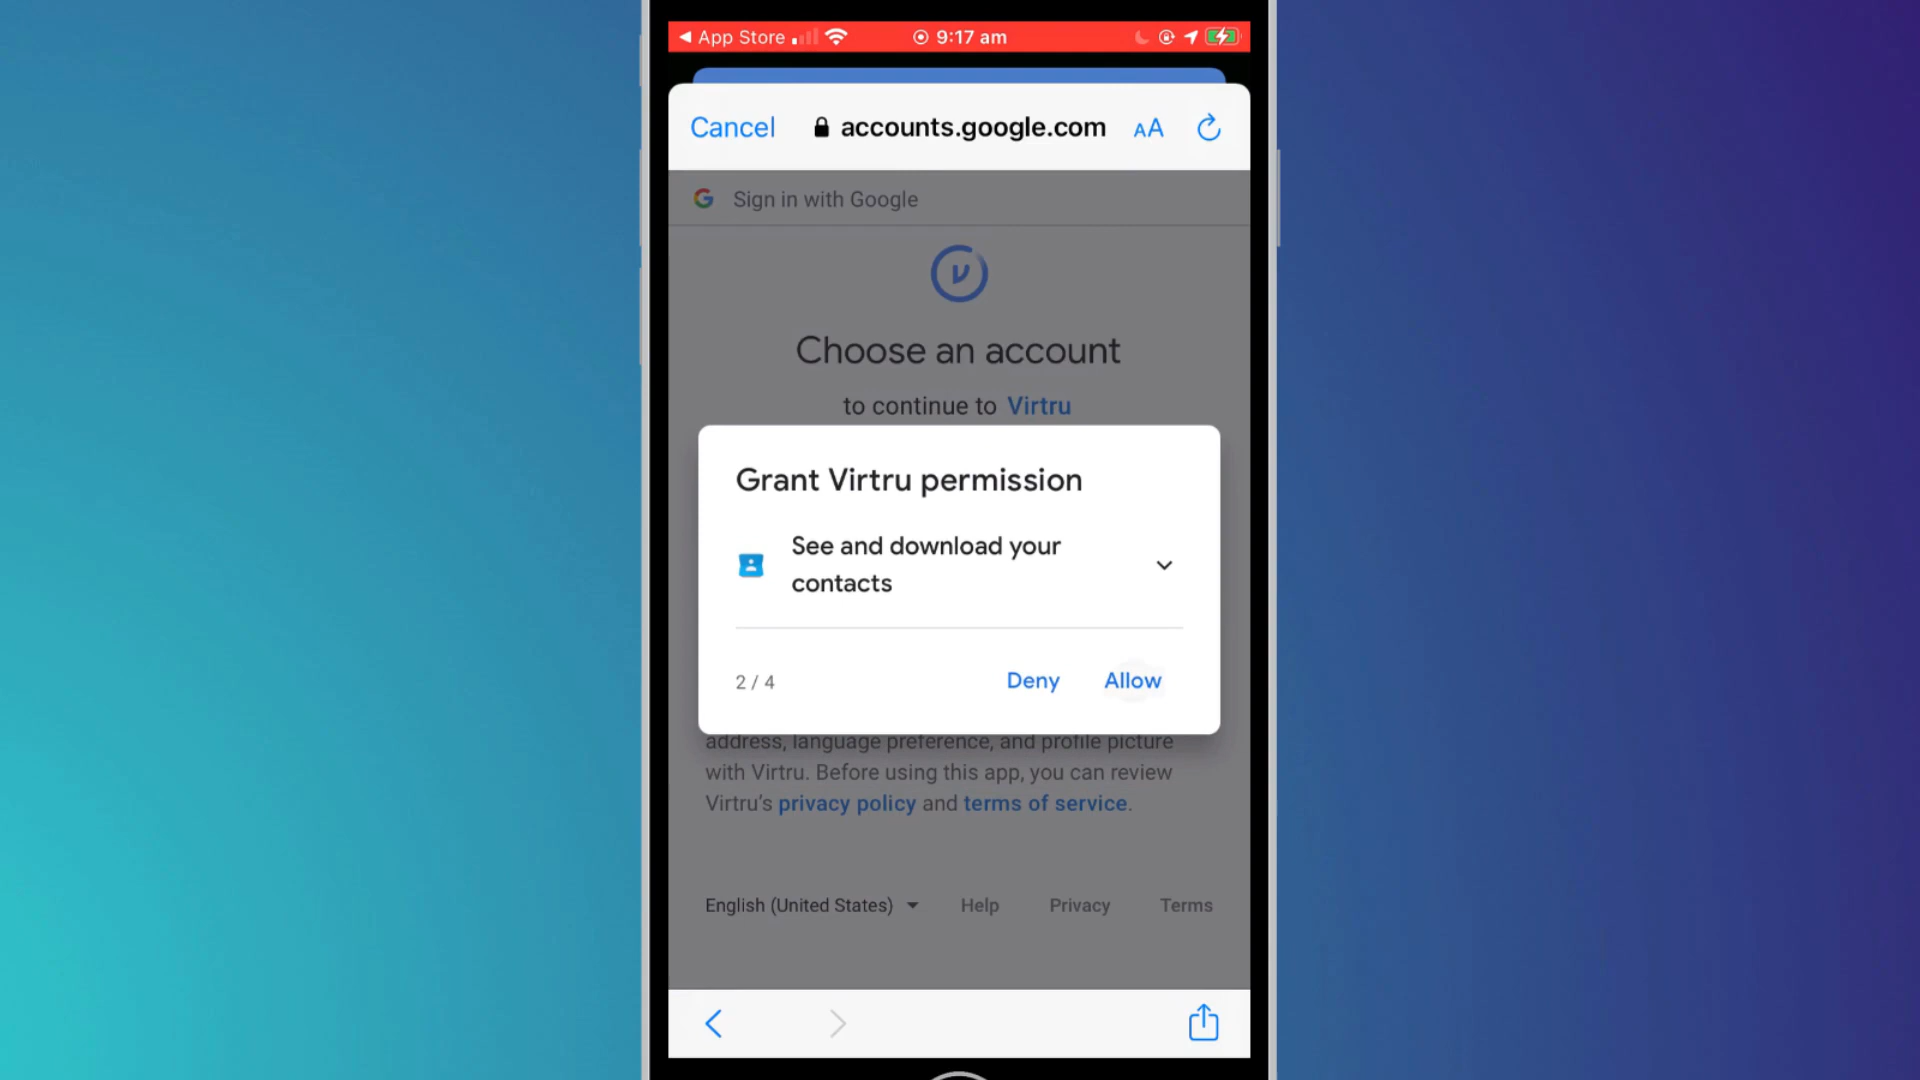 App Store
9:17 am
Cancel
accounts.google.com
AA
Sign in with Google
Choose an account
to continue to Virtru
Grant Virtru permission
See and download your
contacts
2 / 4
Deny
Allow
address, language preference, and profile picture
with Virtru. Before using this app, you can review
Virtru's privacy policy and terms of service.
English (United States)
Help
Privacy
Terms